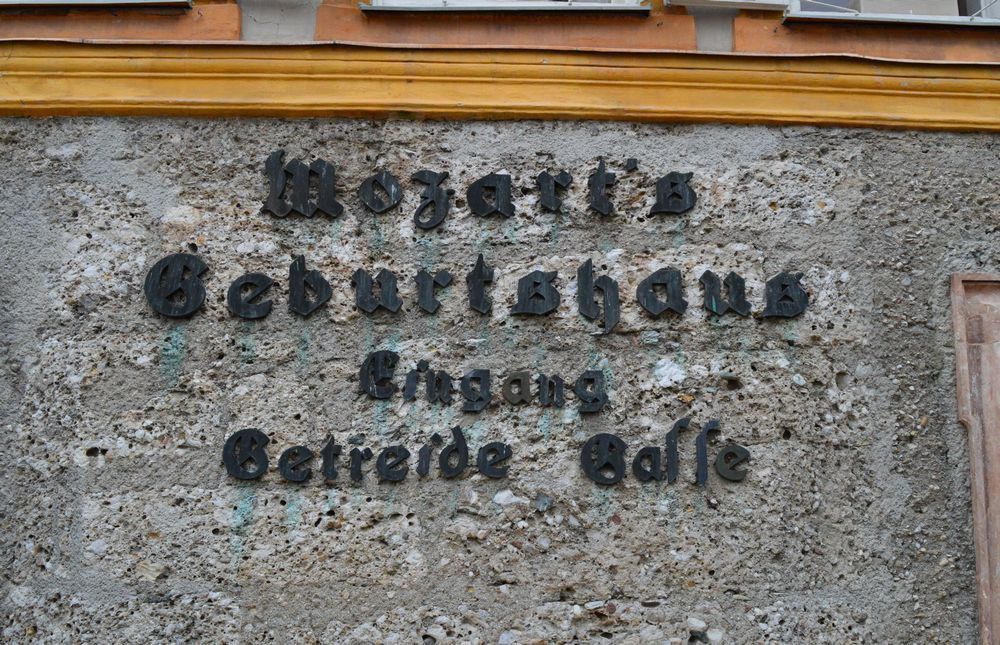 Mozart's
Geburtshaus
Eingang
Getreide Gasse